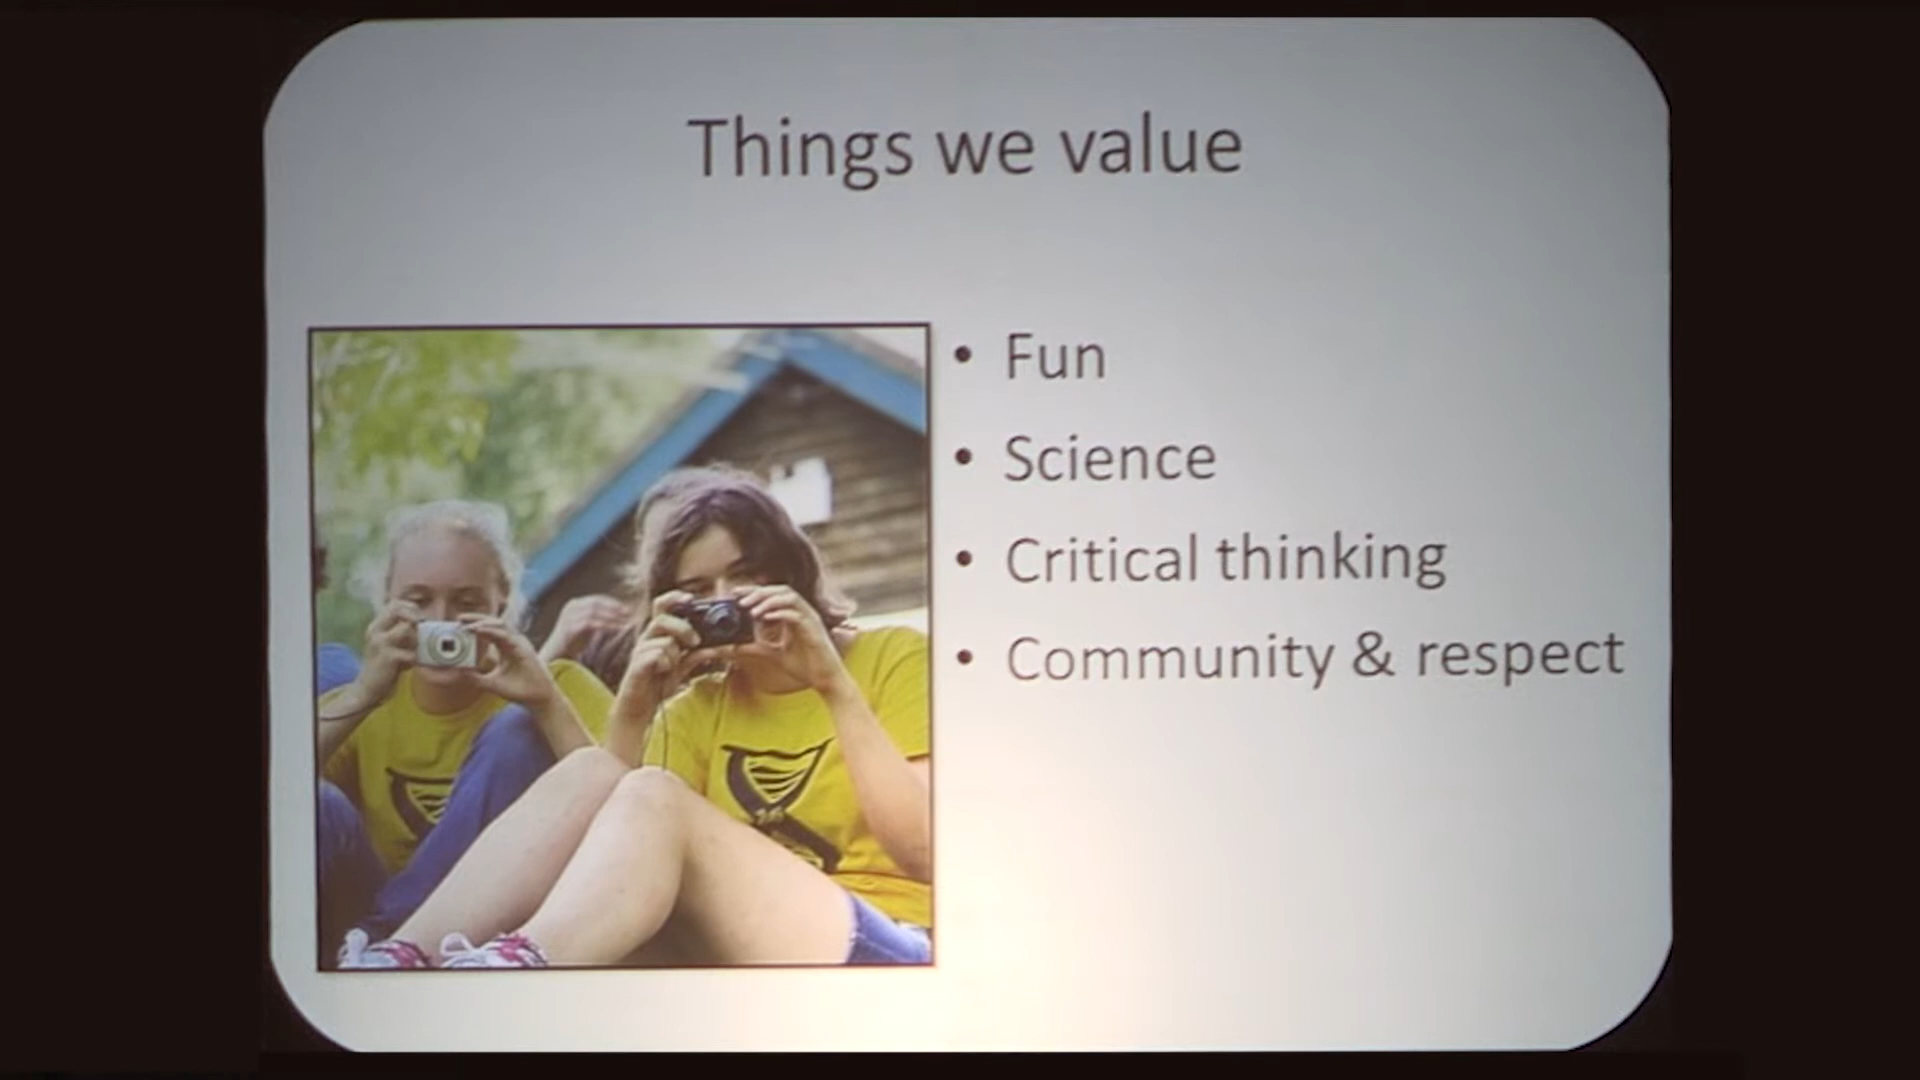 Things we value
• Fun
• Science
• Critical thinking
• Community & respect